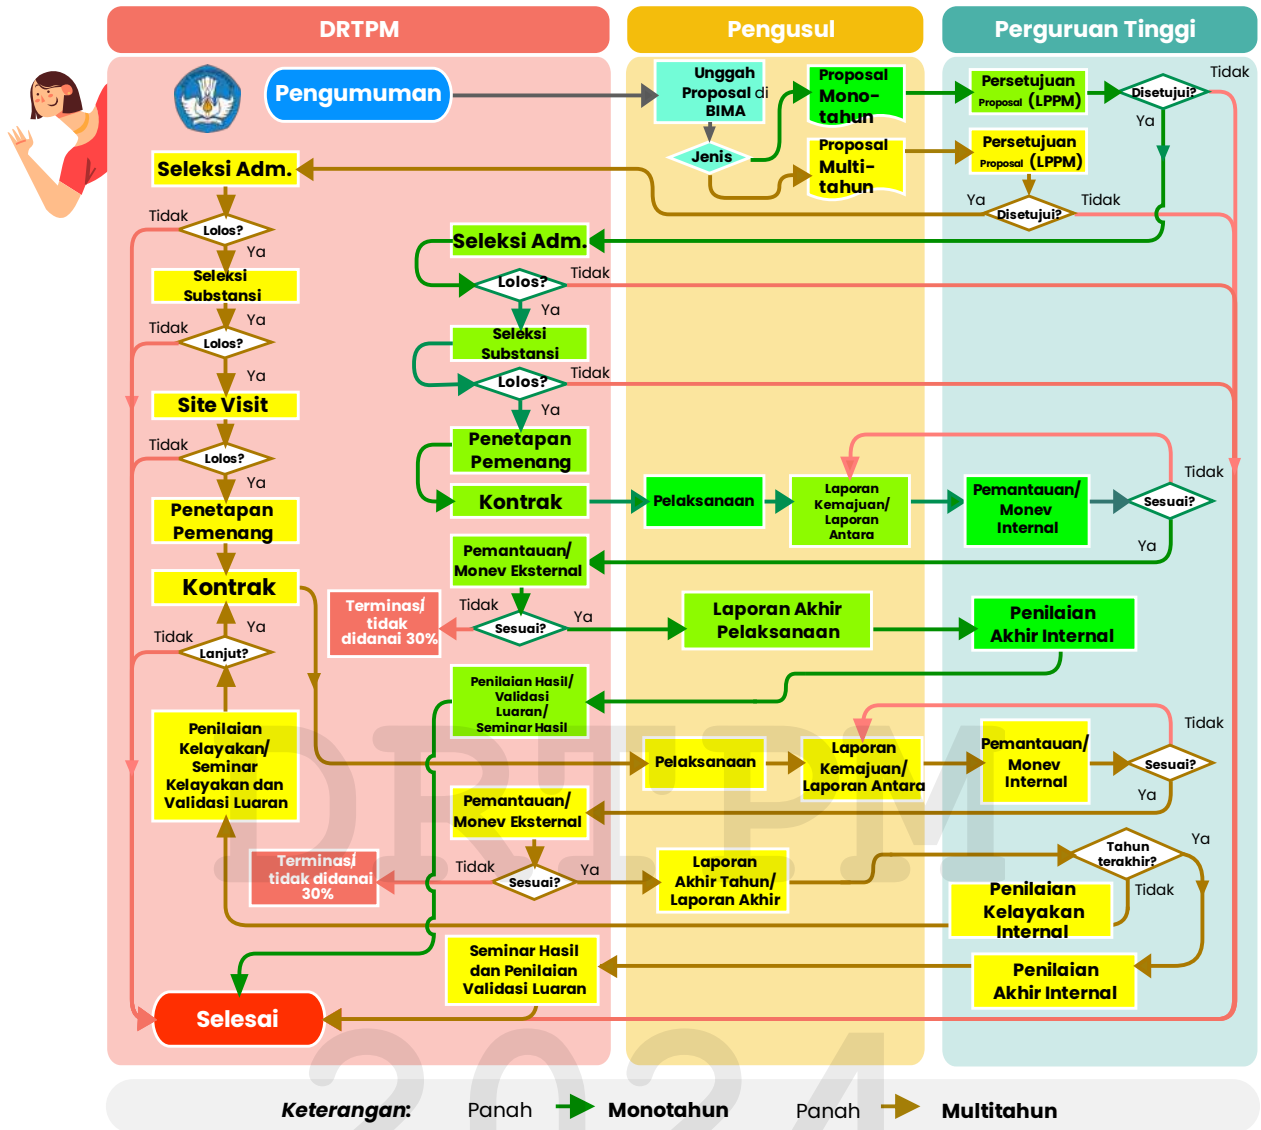 DRTPM
Pengusul
Perguruan Tinggi
Pengumuman
Unggah
Proposal di
BIMA
Jenis
Proposal
Mono-
tahun
Proposal
Multi-
tahun
Persetujuan
Proposal (LPPM)
Disetujui?
Tidak
Ya
Persetujuan
Proposal (LPPM)
Disetujui?
Ya
Tidak
Seleksi Adm.
Tidak
Lolos?
Ya
Seleksi
Substansi
Ya
Tidak
Lolos?
Ya
Site Visit
Tidak
Lolos?
Ya
Penetapan
Pemenang
Kontrak
Ya
Tidak
Lanjut?
Penilaian
Kelayakan/
Seminar
Kelayakan dan
Validasi Luaran
Seleksi Adm.
Lolos?
Tidak
Ya
Seleksi
Substansi
Lolos?
Tidak
Ya
Penetapan
Pemenang
Kontrak
Pelaksanaan
Laporan
Kemajuan/
Laporan
Antara
Pemantauan/
Monev
Internal
Tidak
Sesuai?
Ya
Pemantauan/
Monev Eksternal
Terminasi/
tidak
didanai 30%
Tidak
Sesuai?
Ya
Laporan Akhir
Pelaksanaan
Penilaian
Akhir Internal
Penilaian Hasil/
Validasi
Luaran/
Seminar Hasil
Pelaksanaan
Laporan
Kemajuan/
Laporan Antara
Pemantauan/
Monev
Internal
Tidak
Sesuai?
Ya
Pemantauan/
Monev Eksternal
Terminasi/
tidak didanai
30%
Tidak
Sesuai?
Ya
Laporan
Akhir Tahun/
Laporan Akhir
Tahun
terakhir?
Ya
Tidak
Penilaian
Kelayakan
Internal
Seminar Hasil
dan Penilaian
Validasi Luaran
Penilaian
Akhir Internal
Selesai
DRTPM
2024
Keterangan:
Panah
Monotahun
Panah
Multitahun